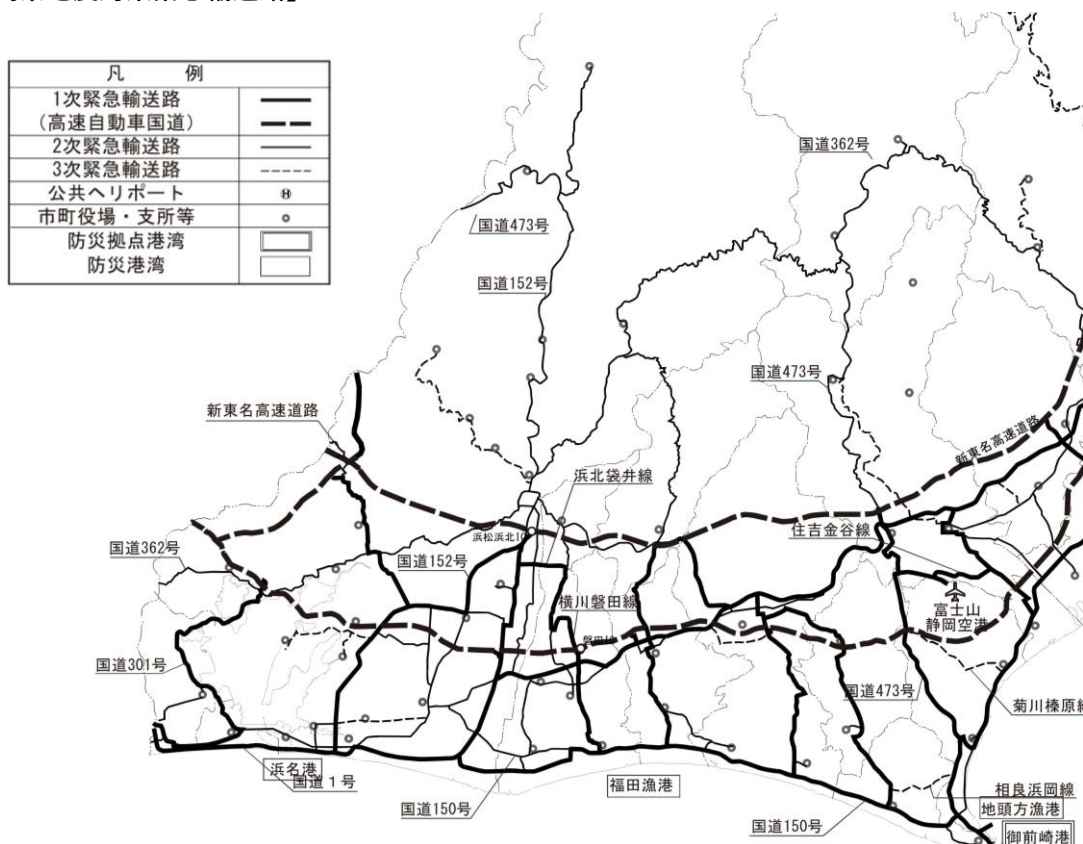 凡 例
1次緊急輸送路
(高速自動車国道)
2次緊急輸送路
3次緊急輸送路
公共ヘリポート
H
市町役場・支所等
防災拠点港湾
防災港湾
国道362号
国道473号
国道152号
国道473号
新東名高速道路
新東名高速道路
浜北袋井線
住吉金谷線
浜松浜北IC
国道362号
国道152号
横川磐田線
富士山
静岡空港
磐田IC
国道301号
国道473号
菊川榛原線
浜名港
国道1号
福田漁港
相良浜岡線
地頭方漁港
国道150号
国道150号
御前崎港